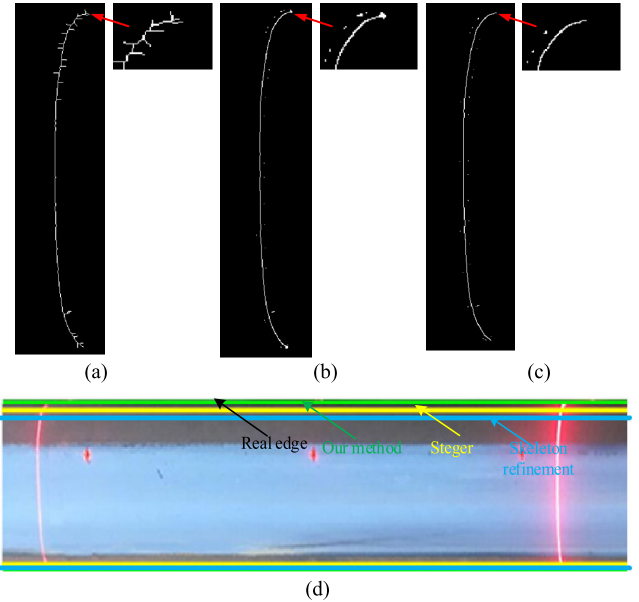 (a)
(b)
(c)
Real edge
Our method
Steger
Skeleton
refinement
(d)